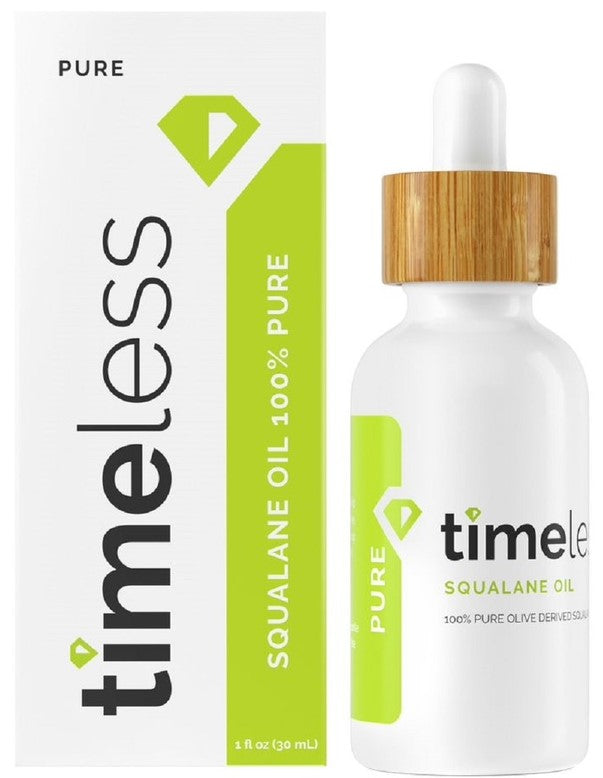 PURE
timeless
SQUALANE OIL 100% PURE
1 fl oz (30 mL)
PURE
timele
SQUALANE OIL
100% PURE OLIVE DERIVED SQUAL